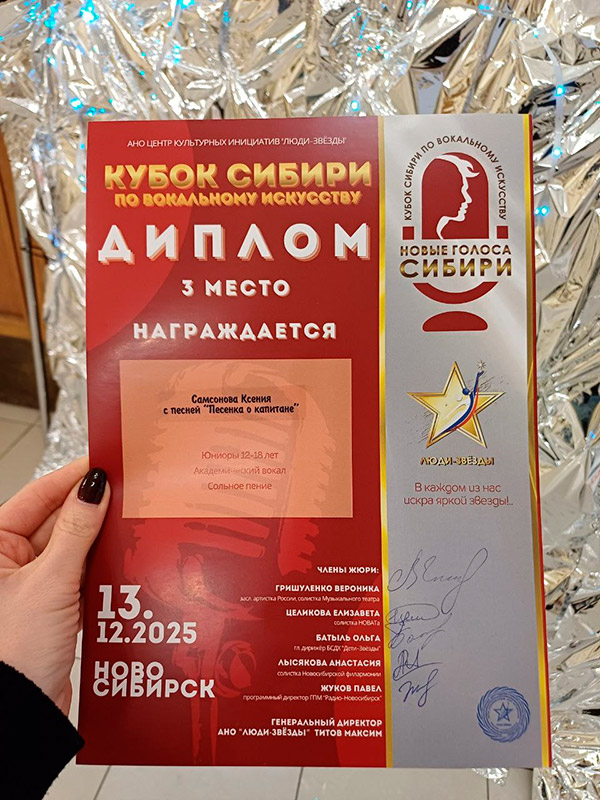 АНО ЦЕНТР КУЛЬТУРНЫХ ИНИЦИАТИВ "ЛЮДИ-ЗВЁЗДЫ"
КУБОК СИБИРИ
ПО ВОКАЛЬНОМУ ИСКУССТВУ
ДИПЛОМ
3 МЕСТО
НАГРАЖДАЕТСЯ
Самсонова Ксения
с песней "Песенка о капитане"
Юниоры 12-18 лет
Академический вокал
Сольное пение
ЧЛЕНЫ ЖЮРИ:
ГРИШУЛЕНКО ВЕРОНИКА
засл. артистка России, солистка Музыкального театра
ЦЕЛИКОВА ЕЛИЗАВЕТА
солистка НОВАТа
БАТЫЛЬ ОЛЬГА
гл. дирижёр БСДХ "Дети-Звёзды"
ЛЫСЯКОВА АНАСТАСИЯ
солистка Новосибирской филармонии
ЖУКОВ ПАВЕЛ
программный директор ГПМ "Радио-Новосибирск"
ГЕНЕРАЛЬНЫЙ ДИРЕКТОР
АНО "ЛЮДИ-ЗВЁЗДЫ" ТИТОВ МАКСИМ
13.
12.2025
НОВО
СИБИРСК
КУБОК СИБИРИ ПО ВОКАЛЬНОМУ ИСКУССТВУ
НОВЫЕ ГОЛОСА
СИБИРИ
ЛЮДИ-ЗВЁЗДЫ
В каждом из нас
искра яркой звезды!..